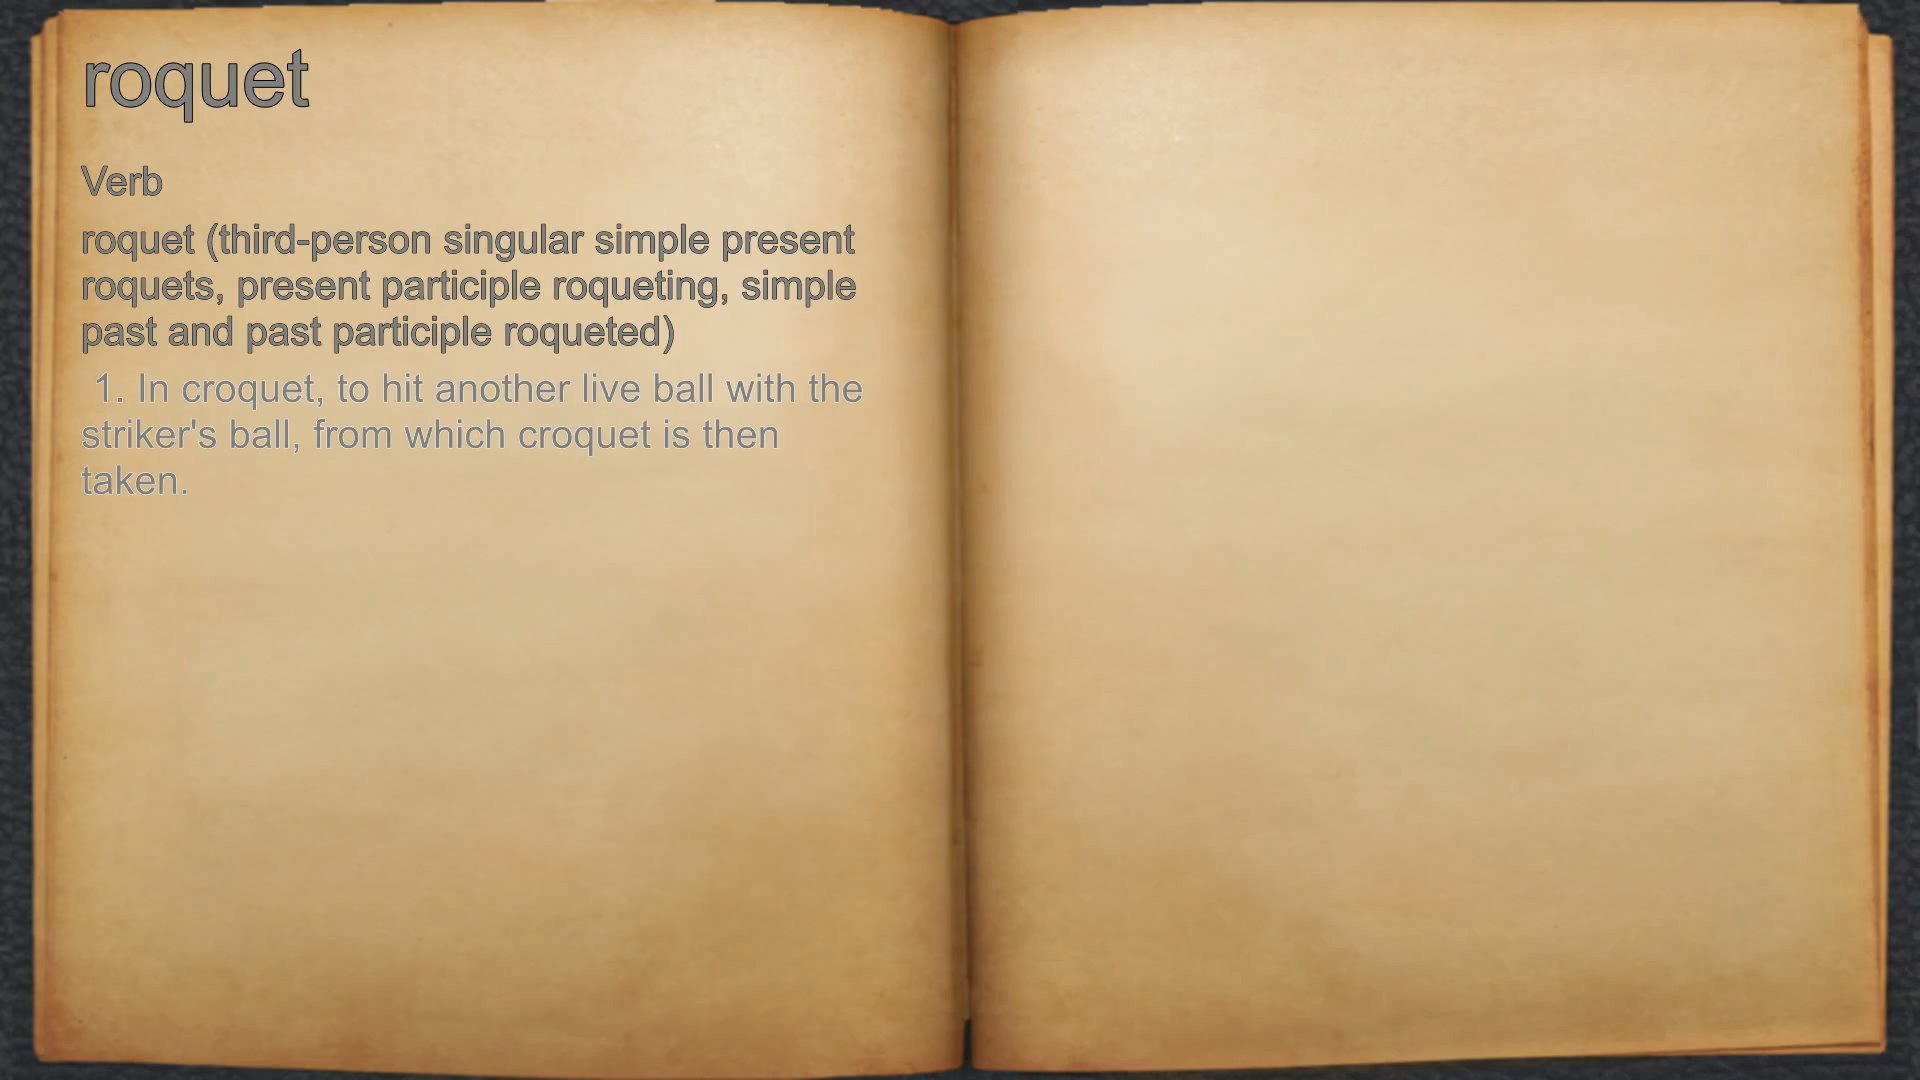 roquet
Verb
roquet (third-person singular simple present
roquets, present participle roqueting, simple
past and past participle roqueted)
1. In croquet, to hit another live ball with the
striker's ball, from which croquet is then
taken.